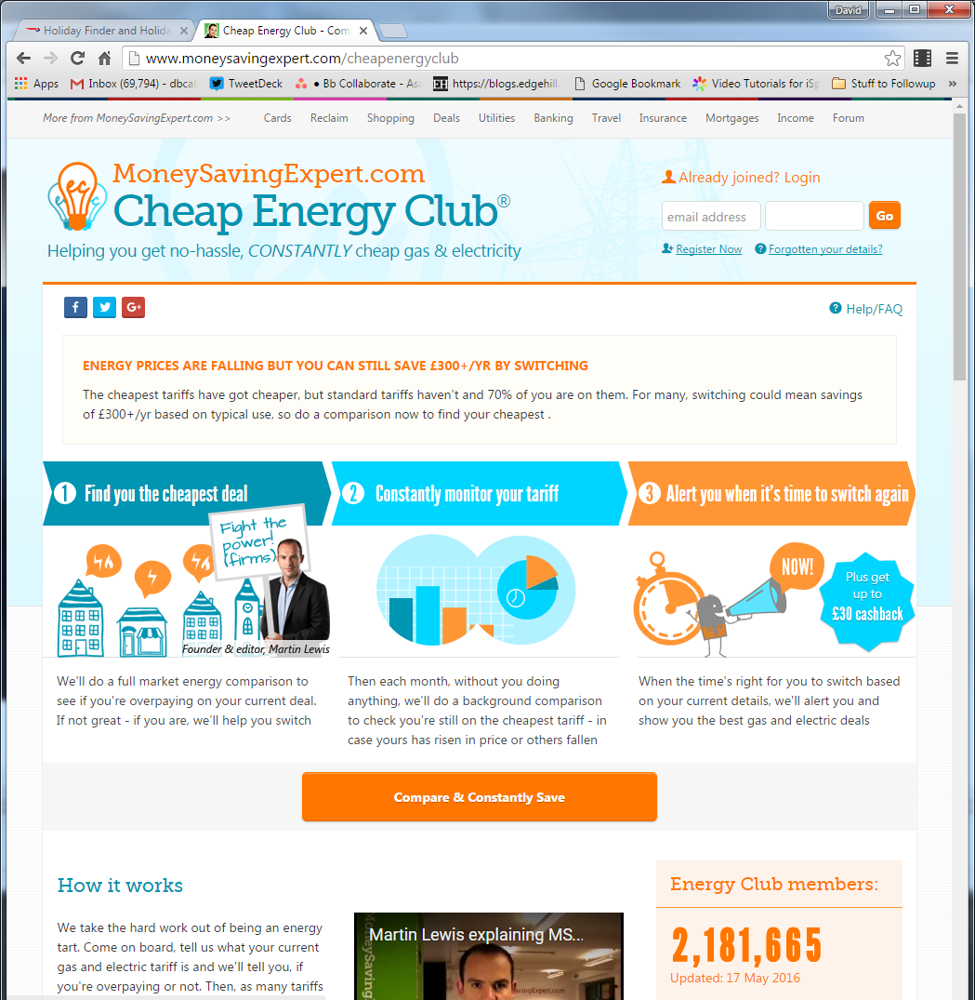 David
Holiday Finder and Holida
Cheap Energy Club - Com
www.moneysavingexpert.com/cheapenergyclub
Apps
Inbox (69,794) - dbcal
TweetDeck
● Bb Collaborate - Asa
EH
https://blogs.edgehill.
Google Bookmark
Video Tutorials for iSp
Stuff to Followup
»
More from MoneySavingExpert.com >>
Cards
Reclaim
Shopping
Deals
Utilities
Banking
Travel
Insurance
Mortgages
Income
Forum
MoneySavingExpert.com
Cheap Energy Club®
Helping you get no-hassle, CONSTANTLY cheap gas & electricity
Already joined? Login
email address
Go
Register Now
Forgotten your details?
Help/FAQ
ENERGY PRICES ARE FALLING BUT YOU CAN STILL SAVE £300+/YR BY SWITCHING
The cheapest tariffs have got cheaper, but standard tariffs haven't and 70% of you are on them. For many, switching could mean savings
of £300+/yr based on typical use, so do a comparison now to find your cheapest .
1 Find you the cheapest deal
2 Constantly monitor your tariff
3 Alert you when it's time to switch again
Fight the
power!
(firms)
Founder & editor, Martin Lewis
NOW!
Plus get
up to
£30 cashback
We'll do a full market energy comparison to
see if you're overpaying on your current deal.
If not great - if you are, we'll help you switch
Then each month, without you doing
anything, we'll do a background comparison
to check you're still on the cheapest tariff - in
case yours has risen in price or others fallen
When the time's right for you to switch based
on your current details, we'll alert you and
show you the best gas and electric deals
Compare & Constantly Save
How it works
We take the hard work out of being an energy
tart. Come on board, tell us what your current
gas and electric tariff is and we'll tell you, if
you're overpaying or not. Then, as many tariffs
Martin Lewis explaining MS...
Energy Club members:
2,181,665
Updated: 17 May 2016